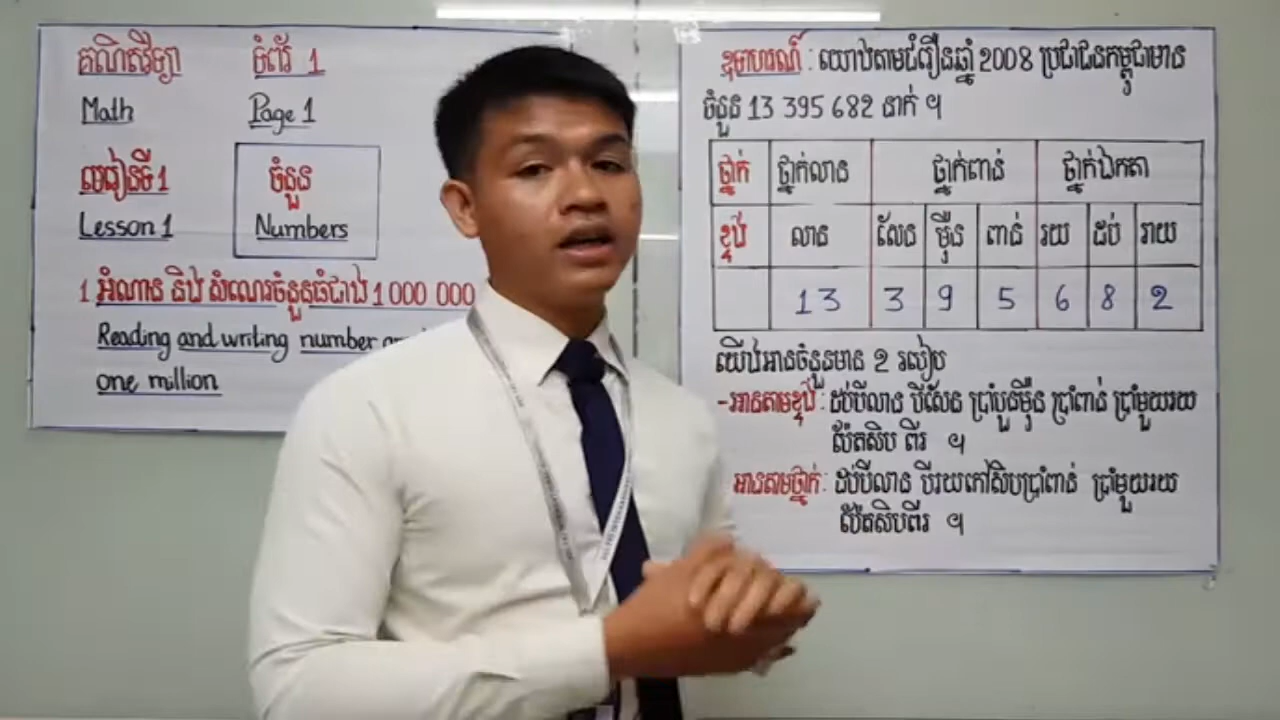 គណិតវិទ្យា ទំព័រ 1
Math Page 1
មេរៀនទី1 ចំនួន
Lesson 1 Numbers
1 អំណាន និង សំណេរចំនួនធំជាង 1 000 000
Reading and writing number
one million
ឧទាហរណ៍ : យោងតាមជំរឿនឆ្នាំ 2008 ប្រជាជនកម្ពុជាមាន
ចំនួន 13 395 682 នាក់ ។
ថ្នាក់ ថ្នាក់លាន ថ្នាក់ពាន់ ថ្នាក់ឯកតា
ខ្ទង់ លាន សែន ម៉ឺន ពាន់ រយ ដប់ រាយ
13 3 9 5 6 8 2
យើងអានចំនួនមាន 2 របៀប
-អានតាមខ្ទង់ : ដប់បីលាន បីសែន ប្រាំបួនម៉ឺន ប្រាំពាន់ ប្រាំមួយរយ
ប៉ែតសិប ពីរ ។
អានតាមថ្នាក់ : ដប់បីលាន បីរយកៅសិបប្រាំពាន់ ប្រាំមួយរយ
ប៉ែតសិបពីរ ។